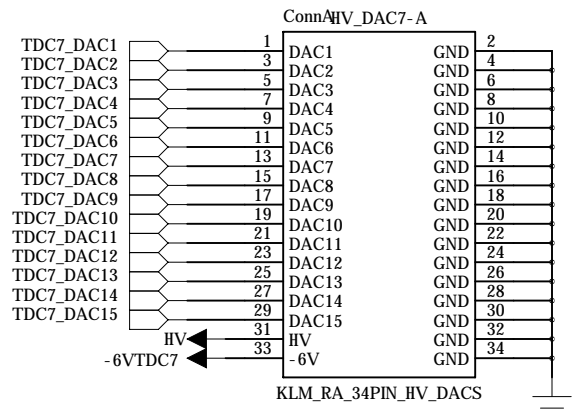 ConnA HV_DAC7-A
TDC7_DAC1 1 DAC1 GND 2
TDC7_DAC2 3 DAC2 GND 4
TDC7_DAC3 5 DAC3 GND 6
TDC7_DAC4 7 DAC4 GND 8
TDC7_DAC5 9 DAC5 GND 10
TDC7_DAC6 11 DAC6 GND 12
TDC7_DAC7 13 DAC7 GND 14
TDC7_DAC8 15 DAC8 GND 16
TDC7_DAC9 17 DAC9 GND 18
TDC7_DAC10 19 DAC10 GND 20
TDC7_DAC11 21 DAC11 GND 22
TDC7_DAC12 23 DAC12 GND 24
TDC7_DAC13 25 DAC13 GND 26
TDC7_DAC14 27 DAC14 GND 28
TDC7_DAC15 29 DAC15 GND 30
HV 31 HV GND 32
-6VTDC7 33 -6V GND 34
KLM_RA_34PIN_HV_DACS